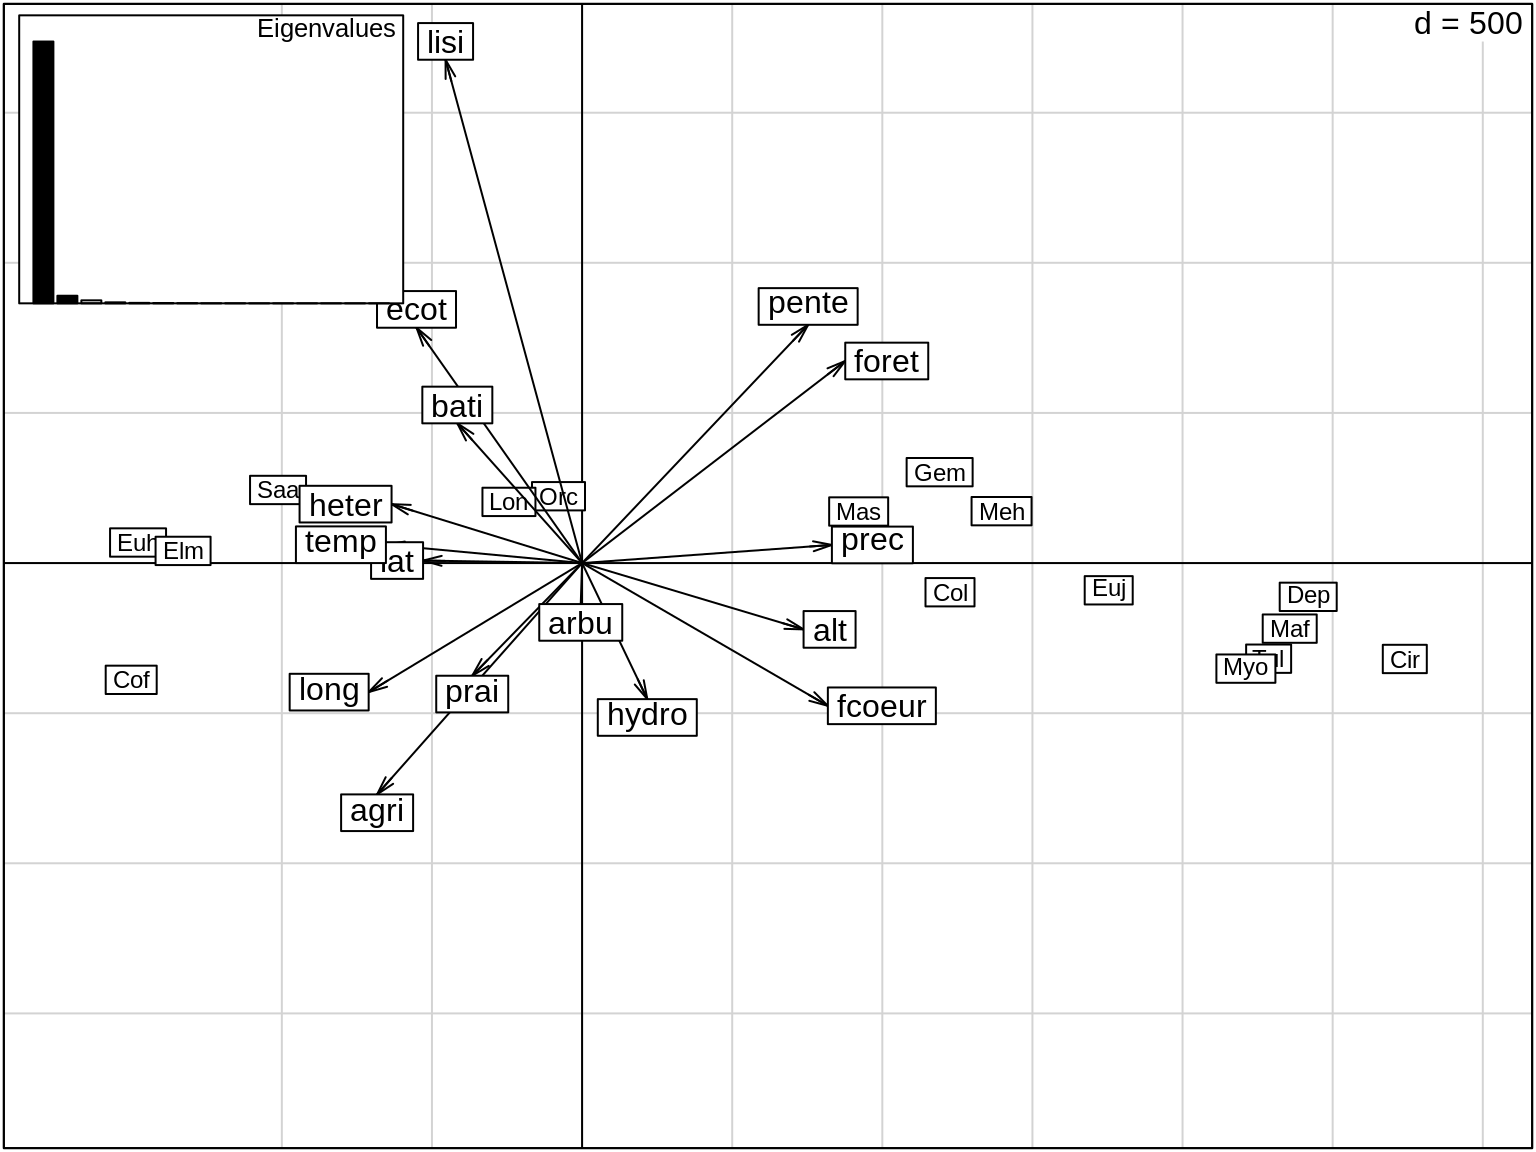 Eigenvalues
d = 500
lisi
ecot
pente
foret
bati
Gem
Saa
heter
Lon
Orc
Mas
Meh
Euh
Elm
temp
lat
prec
Col
Euj
Dep
arbu
alt
Maf
Myo
Cir
Cof
long
prai
hydro
fcoeur
agri